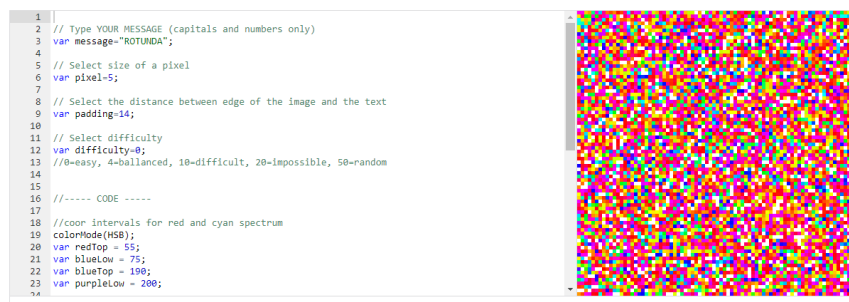 1
2 // Type YOUR MESSAGE (capitals and numbers only)
3 var message="ROTUNDA";
4
5 // Select size of a pixel
6 var pixel=5;
7
8 // Select the distance between edge of the image and the text
9 var padding=14;
10
11 // Select difficulty
12 var difficulty=0;
13 //0=easy, 4=ballanced, 10=difficult, 20=impossible, 50=random
14
15
16 //----- CODE -----
17
18 //coor intervals for red and cyan spectrum
19 colorMode(HSB);
20 var redTop = 55;
21 var blueLow = 75;
22 var blueTop = 190;
23 var purpleLow = 200;
24